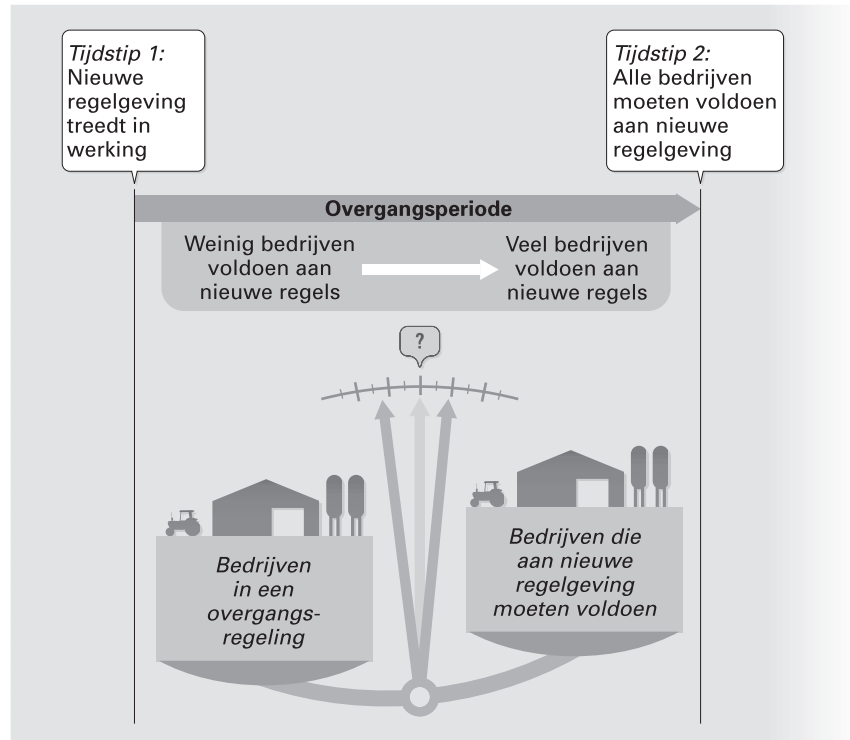 Tijdstip 1:
Nieuwe
regelgeving
treedt in
werking
Tijdstip 2:
Alle bedrijven
moeten voldoen
aan nieuwe
regelgeving
Overgangsperiode
Weinig bedrijven
voldoen aan
nieuwe regels
Veel bedrijven
voldoen aan
nieuwe regels
?
Bedrijven
in een
overgangs-
regeling
Bedrijven die
aan nieuwe
regelgeving
moeten voldoen